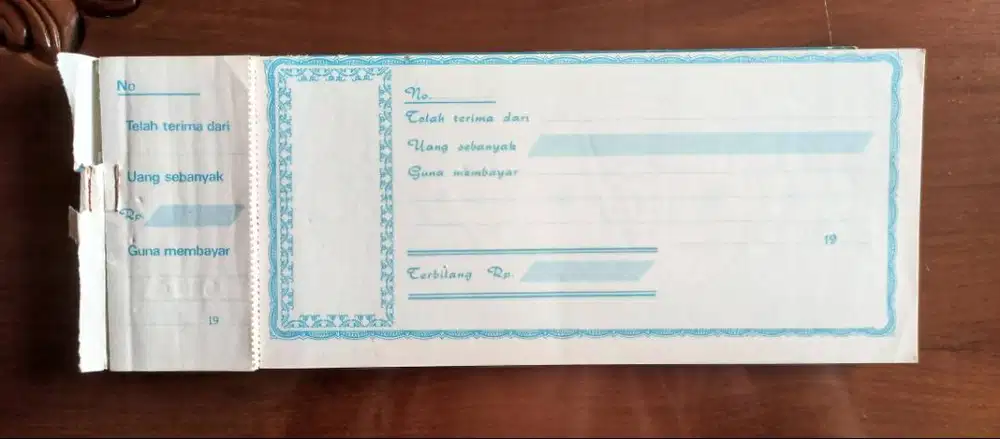 No
Telah terima dari
Uang sebanyak
Rp.
Guna membayar
19
No.
Telah terima dari
Uang sebanyak
Guna membayar
19
Terbilang Rp.